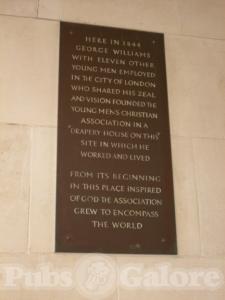 HERE IN 1844
GEORGE WILLIAMS
WITH ELEVEN OTHER
YOUNG MEN EMPLOYED
IN THE CITY OF LONDON
WHO SHARED HIS ZEAL
AND VISION FOUNDED THE
YOUNG MEN'S CHRISTIAN
ASSOCIATION IN A
DRAPERY HOUSE ON THIS
SITE IN WHICH HE
WORKED AND LIVED
FROM ITS BEGINNING
IN THIS PLACE INSPIRED
OF GOD THE ASSOCIATION
GREW TO ENCOMPASS
THE WORLD
Pubs Galore